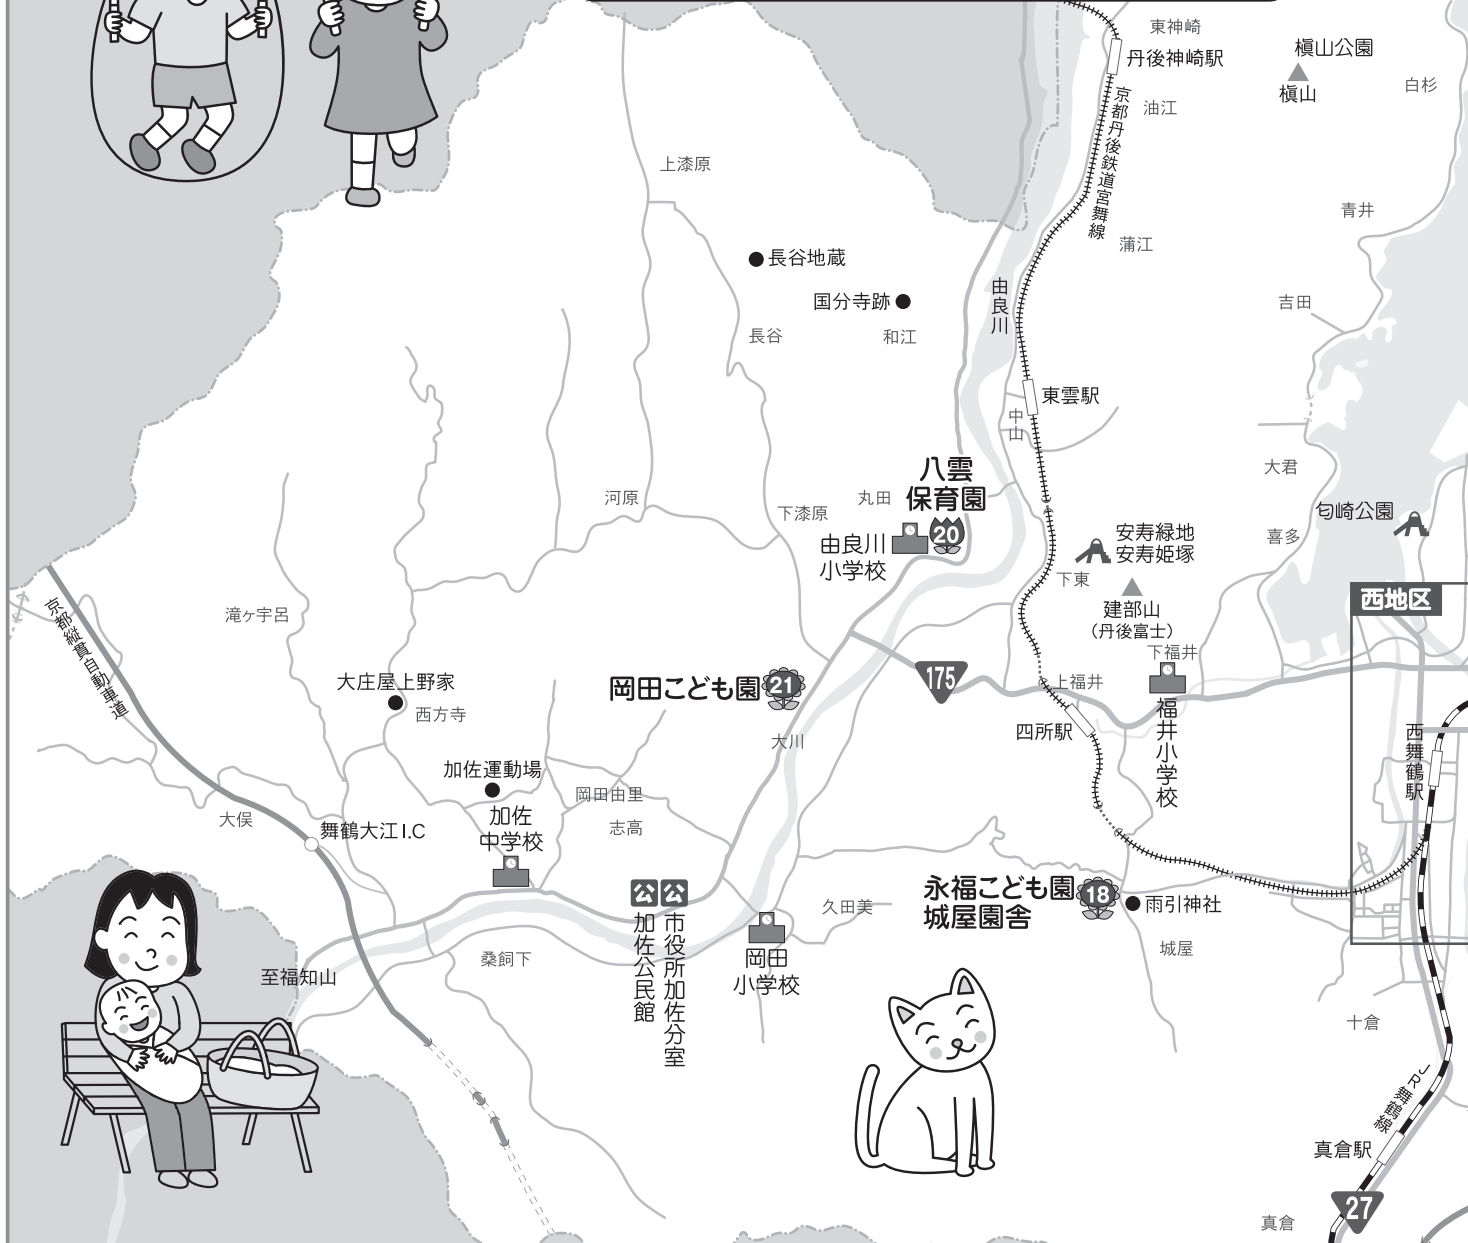 東神崎
丹後神崎駅
槇山公園
槇山
白杉
油江
京都丹後鉄道宮舞線
上漆原
青井
蒲江
長谷地蔵
国分寺跡
由良川
吉田
長谷
和江
東雲駅
中山
八雲
保育園
大君
河原
丸田
下漆原
20
匂崎公園
由良川
小学校
安寿緑地
安寿姫塚
喜多
下東
建部山
(丹後富士)
西地区
京都縦貫自動車道
滝ヶ宇呂
下福井
大庄屋上野家
西方寺
岡田こども園
21
175
上福井
福井小学校
四所駅
西舞鶴駅
大川
加佐運動場
岡田由里
志高
加佐
中学校
大俣
舞鶴大江I.C
公
公
加佐公民館
市役所加佐分室
永福こども園
城屋園舎
18
雨引神社
久田美
岡田
小学校
城屋
桑飼下
至福知山
十倉
JR舞鶴線
真倉駅
27
真倉